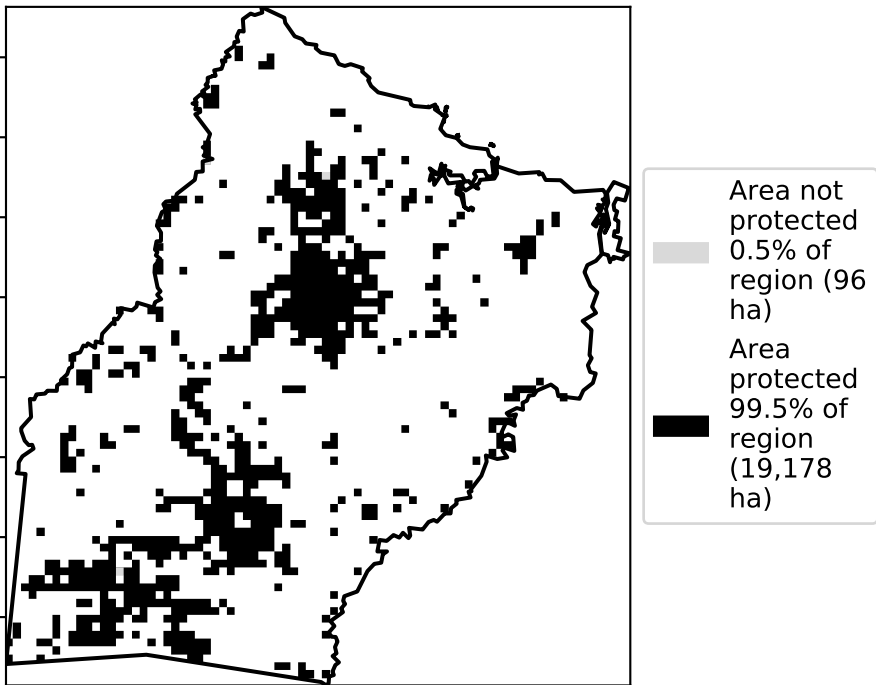 Area not
protected
0.5% of
region (96
ha)
Area
protected
99.5% of
region
(19,178
ha)